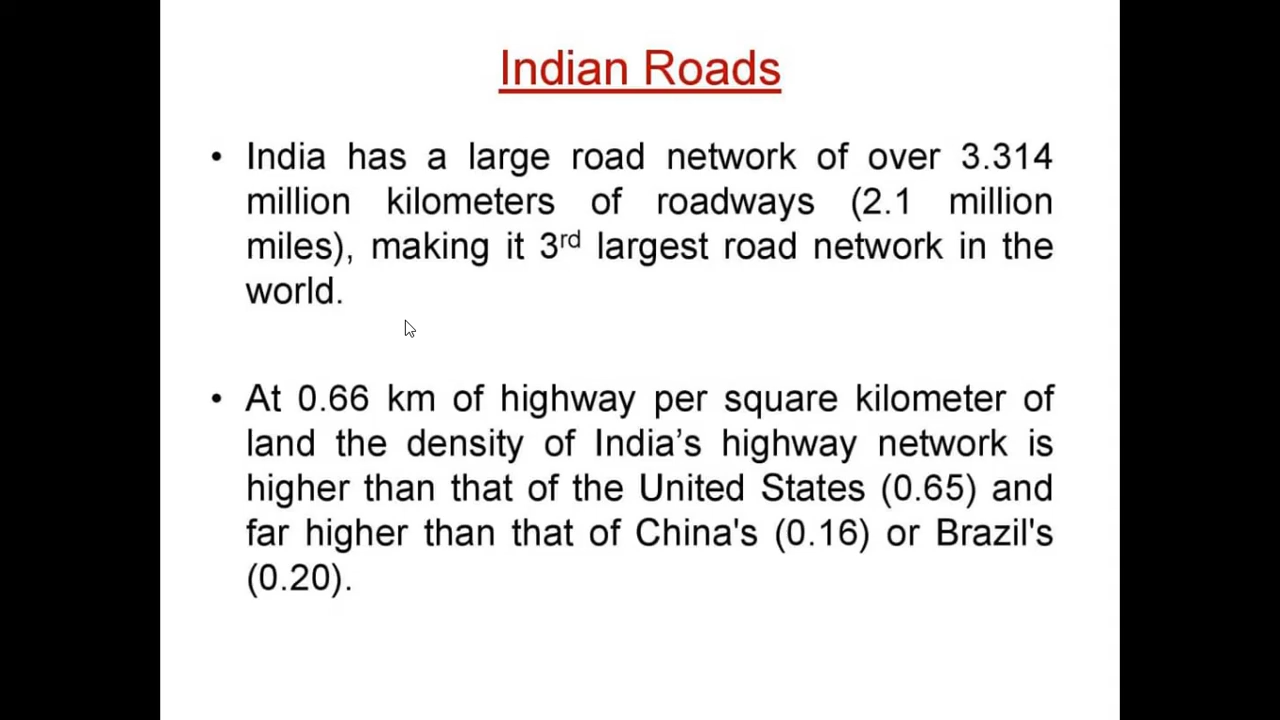 Indian Roads
• India has a large road network of over 3.314
million kilometers of roadways (2.1 million
miles), making it 3rd largest road network in the
world.
• At 0.66 km of highway per square kilometer of
land the density of India’s highway network is
higher than that of the United States (0.65) and
far higher than that of China's (0.16) or Brazil's
(0.20).